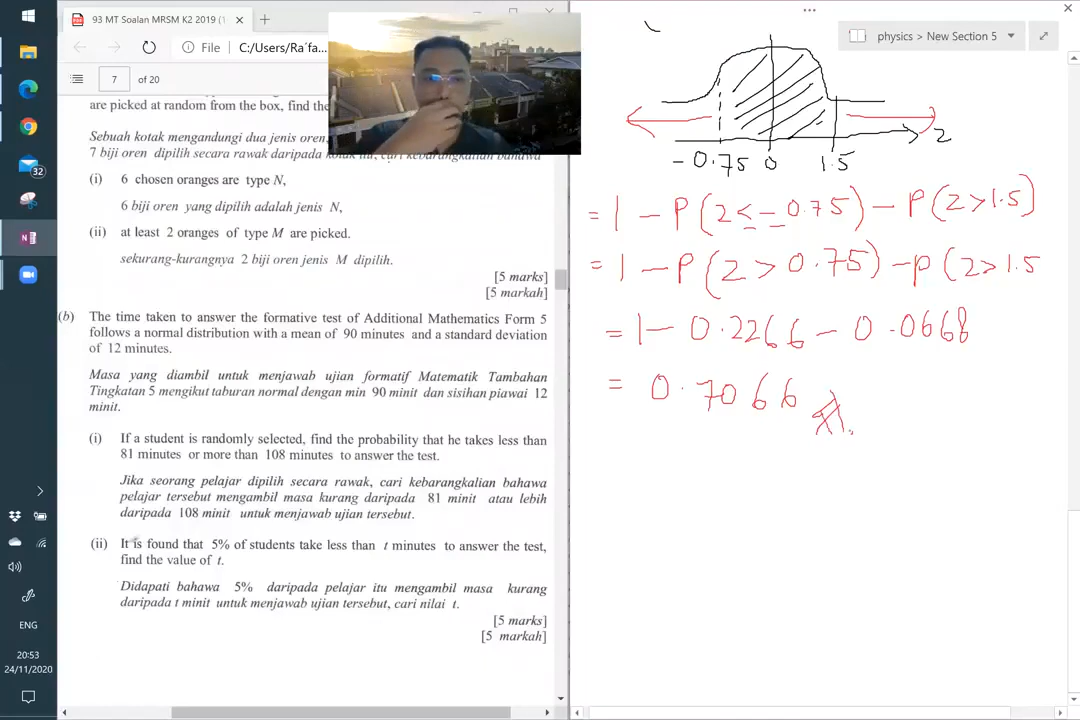 93 MT Soalan MRSM K2 2019 (1
File C:/Users/Ra'fa...
7 of 20
are picked at random from the box, find the
Sebuah kotak mengandungi dua jenis oren.
7 biji oren dipilih secara rawak daripada kotak itu, cari kebarangkalian bahawa
(i) 6 chosen oranges are type N,
6 biji oren yang dipilih adalah jenis N,
(ii) at least 2 oranges of type M are picked.
sekurang-kurangnya 2 biji oren jenis M dipilih.
[5 marks]
[5 markah]
(b) The time taken to answer the formative test of Additional Mathematics Form 5
follows a normal distribution with a mean of 90 minutes and a standard deviation
of 12 minutes.
Masa yang diambil untuk menjawab ujian formatif Matematik Tambahan
Tingkatan 5 mengikut taburan normal dengan min 90 minit dan sisihan piawai 12
minit.
(i) If a student is randomly selected, find the probability that he takes less than
81 minutes or more than 108 minutes to answer the test.
Jika seorang pelajar dipilih secara rawak, cari kebarangkalian bahawa
pelajar tersebut mengambil masa kurang daripada 81 minit atau lebih
daripada 108 minit untuk menjawab ujian tersebut.
(ii) It is found that 5% of students take less than t minutes to answer the test,
find the value of t.
Didapati bahawa 5% daripada pelajar itu mengambil masa kurang
daripada t minit untuk menjawab ujian tersebut, cari nilai t.
[5 marks]
[5 markah]
32
ENG
20:53
24/11/2020
physics > New Section 5
z
-0.75 0 1.5
= 1 - P(z ≤ -0.75) - P(z > 1.5)
= 1 - P(z > 0.75) - P(z > 1.5
= 1 - 0.2266 - 0.0668
= 0.7066